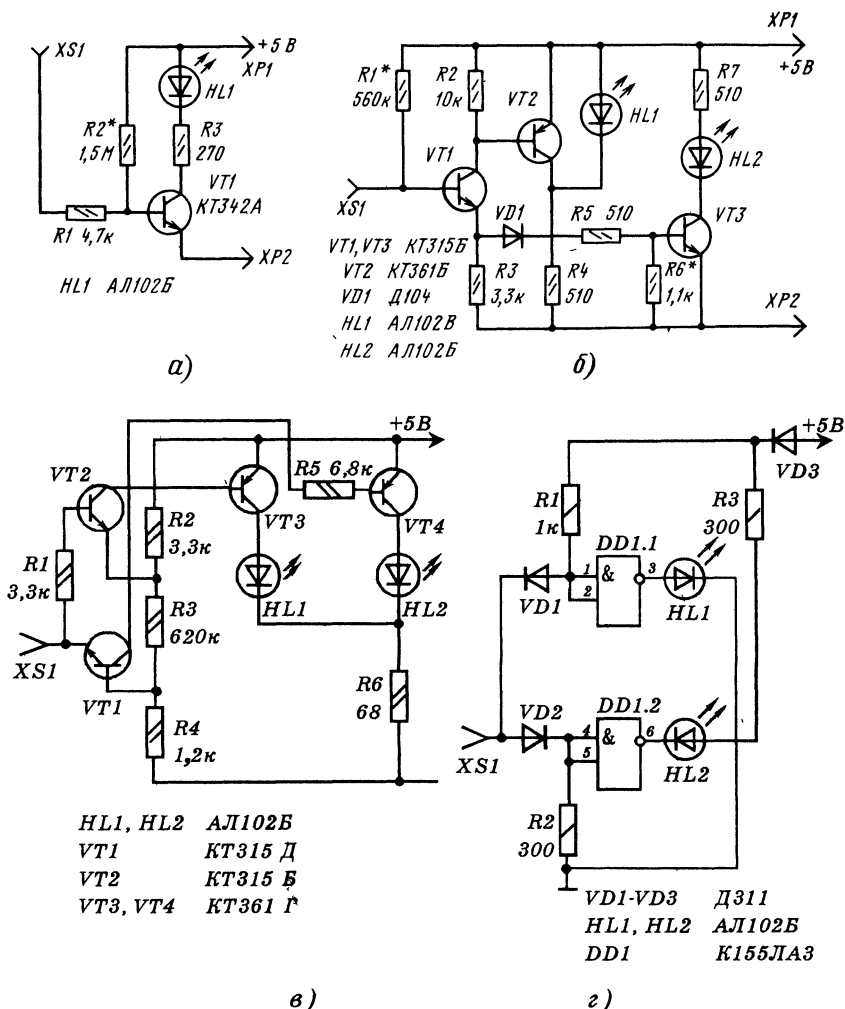 XS1
+5 В
XP1
HL1
R2*
1,5М
R3
270
VT1
КТ342А
R1 4,7к
XP2
HL1 АЛ102Б
а)
XP1
+5В
R1*
560к
R2
10к
VT2
HL1
R7
510
HL2
VT1
XS1
VD1
R5 510
VT3
VT1,VT3 КТ315Б
VT2 КТ361Б
VD1 Д104
HL1 АЛ102В
HL2 АЛ102Б
R3
3,3к
R4
510
R6*
1,1к
XP2
б)
+5В
VT2
R5 6,8к
VT3
VT4
R2
3,3к
R1
3,3к
HL1
HL2
R3
620к
XS1
VT1
R6
68
R4
1,2к
HL1, HL2 АЛ102Б
VT1 КТ315 Д
VT2 КТ315 Б
VT3, VT4 КТ361 Г
в)
+5В
VD3
R1
1к
R3
300
DD1.1
1
&
3
2
VD1
HL1
DD1.2
VD2
4
&
6
5
XS1
HL2
R2
300
VD1-VD3 Д311
HL1, HL2 АЛ102Б
DD1 К155ЛА3
г)